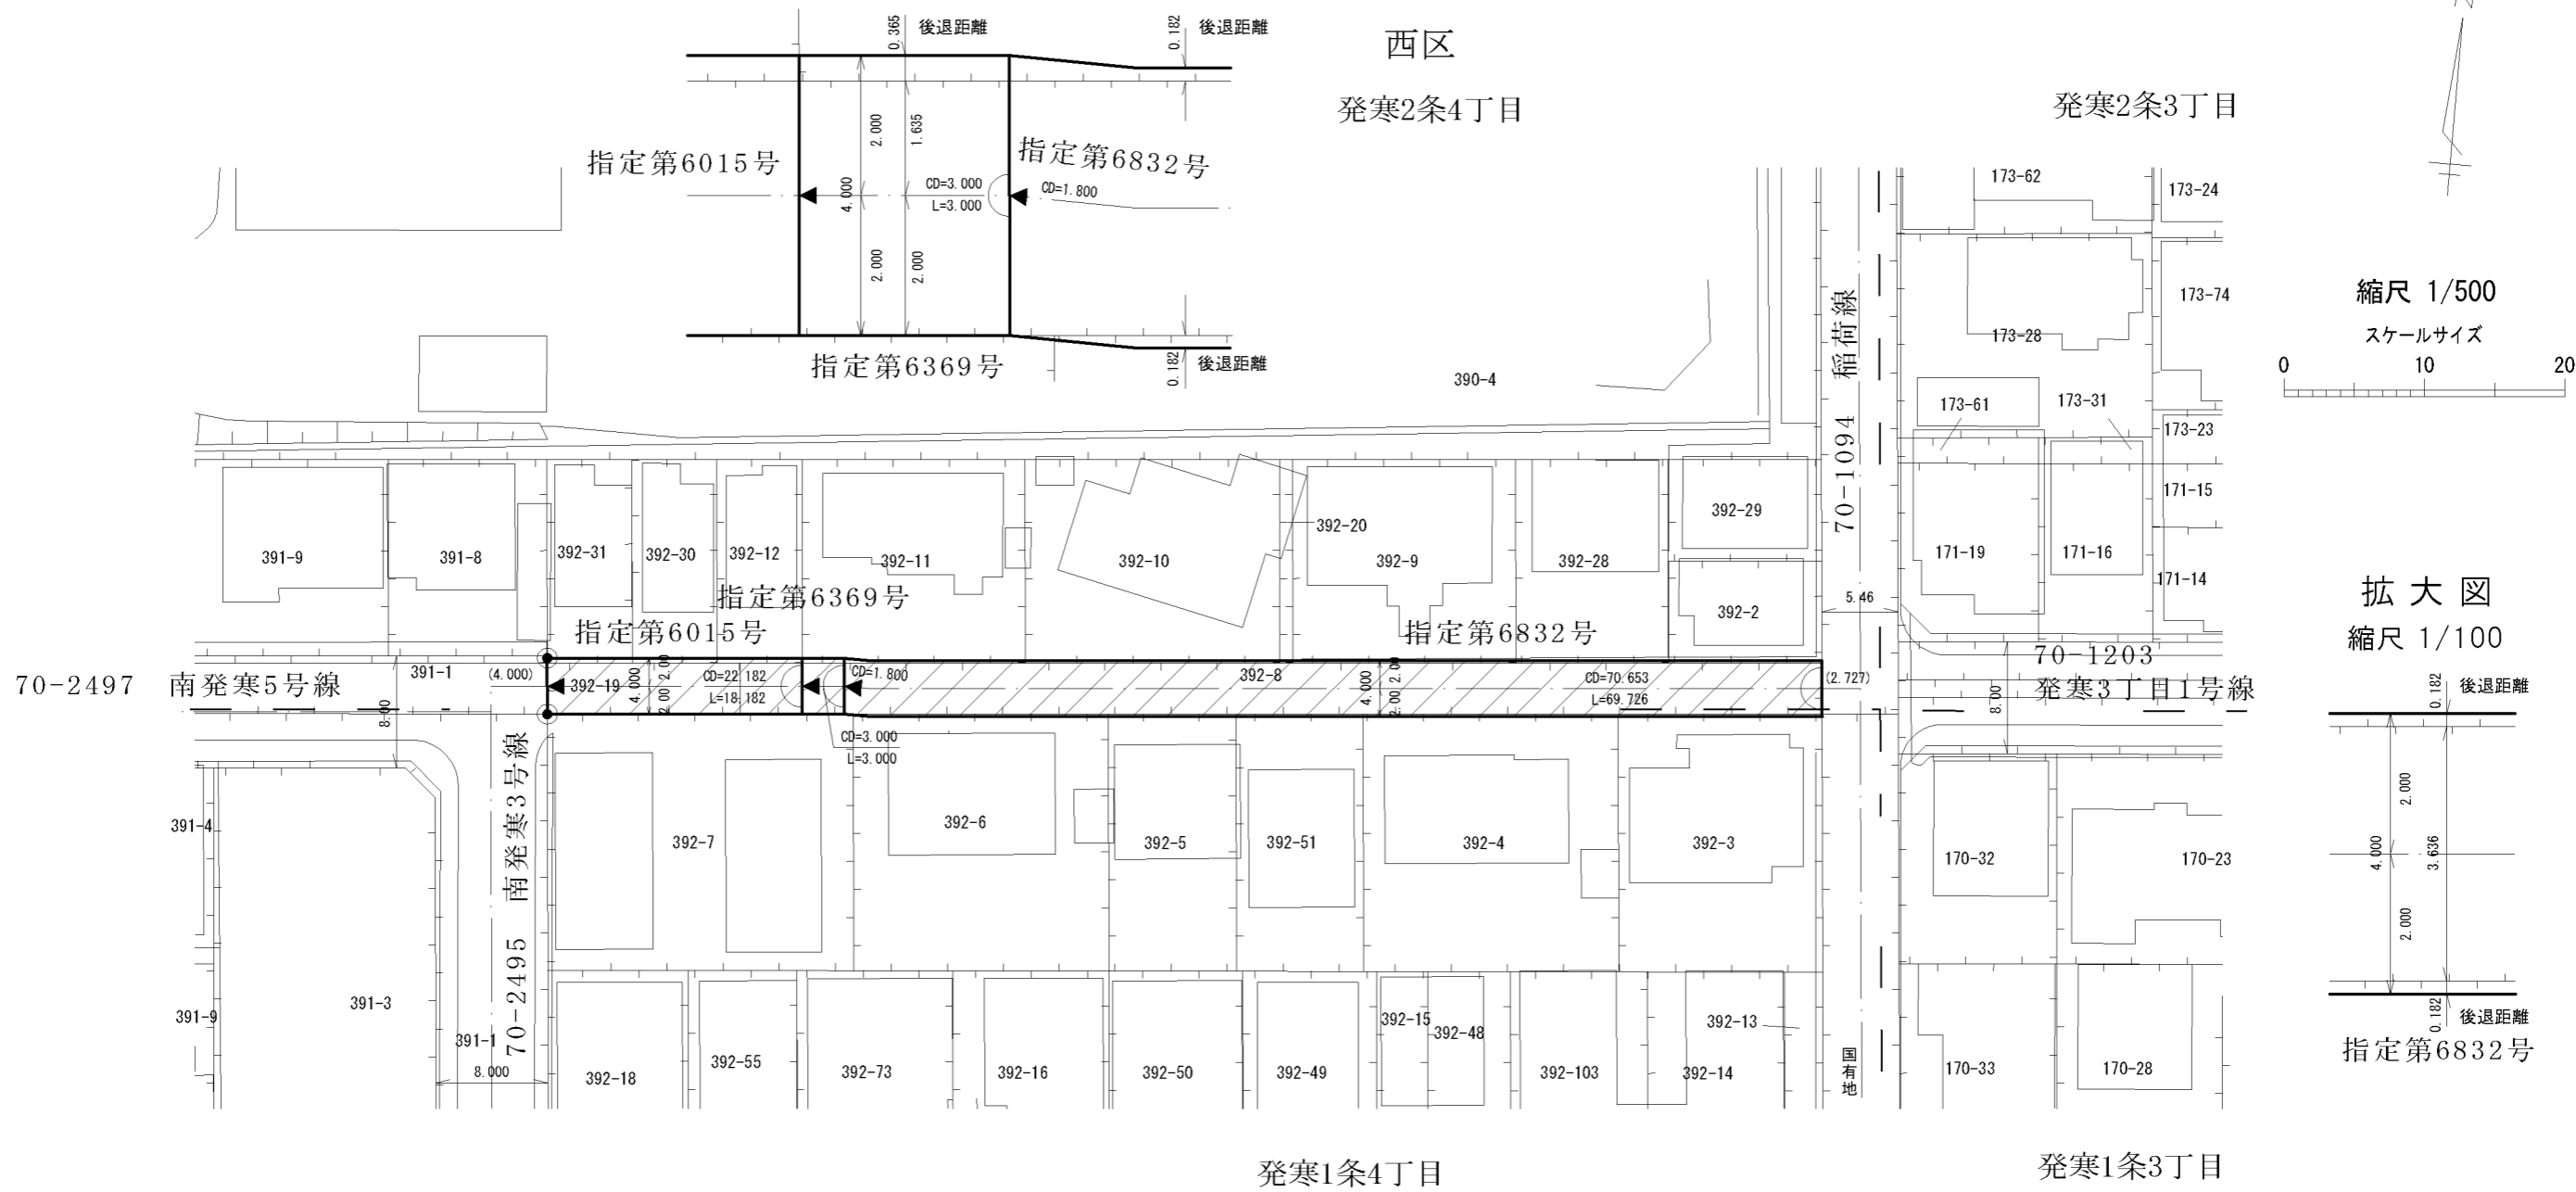 N
0.365
後退距離
0.182
後退距離
西区
発寒2条4丁目
発寒2条3丁目
指定第6015号
2.000
1.635
4.000
CD=3.000
L=3.000
指定第6832号
CD=1.800
2.000
2.000
指定第6369号
0.182
後退距離
390-4
稲荷線
70-1094
173-62
173-24
173-74
173-28
173-61
173-31
173-23
171-15
171-19
171-16
171-14
縮尺 1/500
スケールサイズ
0 10 20
391-9
391-8
392-31
392-30
392-12
392-11
392-10
392-20
392-9
392-28
392-29
392-2
5.46
指定第6369号
指定第6015号
指定第6832号
拡大図
縮尺 1/100
70-2497 南発寒5号線
391-1
(4.000)
392-19
4.000
2.00
2.00
CD=22.182
L=18.182
CD=1.800
392-8
4.000
2.00
2.00
CD=70.653
L=69.726
(2.727)
70-1203
発寒3丁目1号線
8.00
8.00
CD=3.000
L=3.000
0.182
後退距離
2.000
4.000
3.636
2.000
0.182
後退距離
指定第6832号
391-4
南発寒3号線
70-2495
392-7
392-6
392-5
392-51
392-4
392-3
170-32
170-23
391-9
391-3
391-1
8.000
392-18
392-55
392-73
392-16
392-50
392-49
392-15
392-48
392-103
392-13
392-14
国有地
170-33
170-28
発寒1条4丁目
発寒1条3丁目